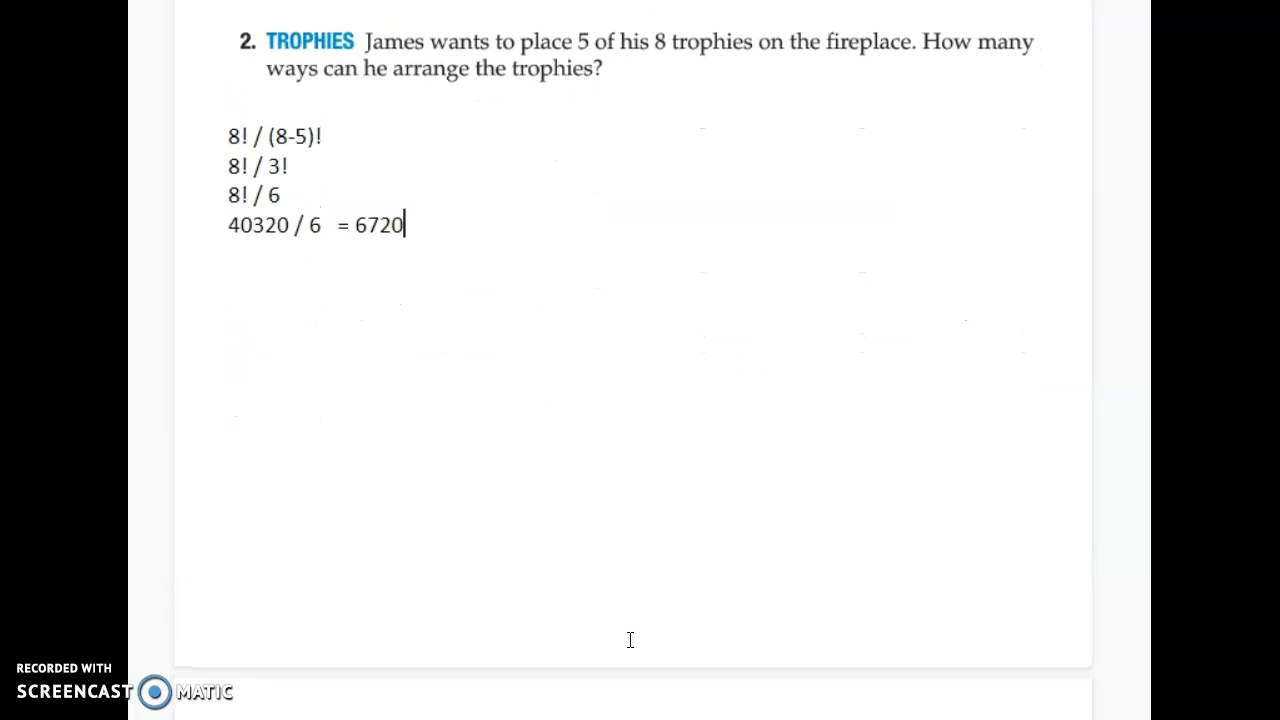 2. TROPHIES James wants to place 5 of his 8 trophies on the fireplace. How many
ways can he arrange the trophies?
8! / (8-5)!
8! / 3!
8! / 6
40320 / 6 = 6720
RECORDED WITH
SCREENCAST MATIC